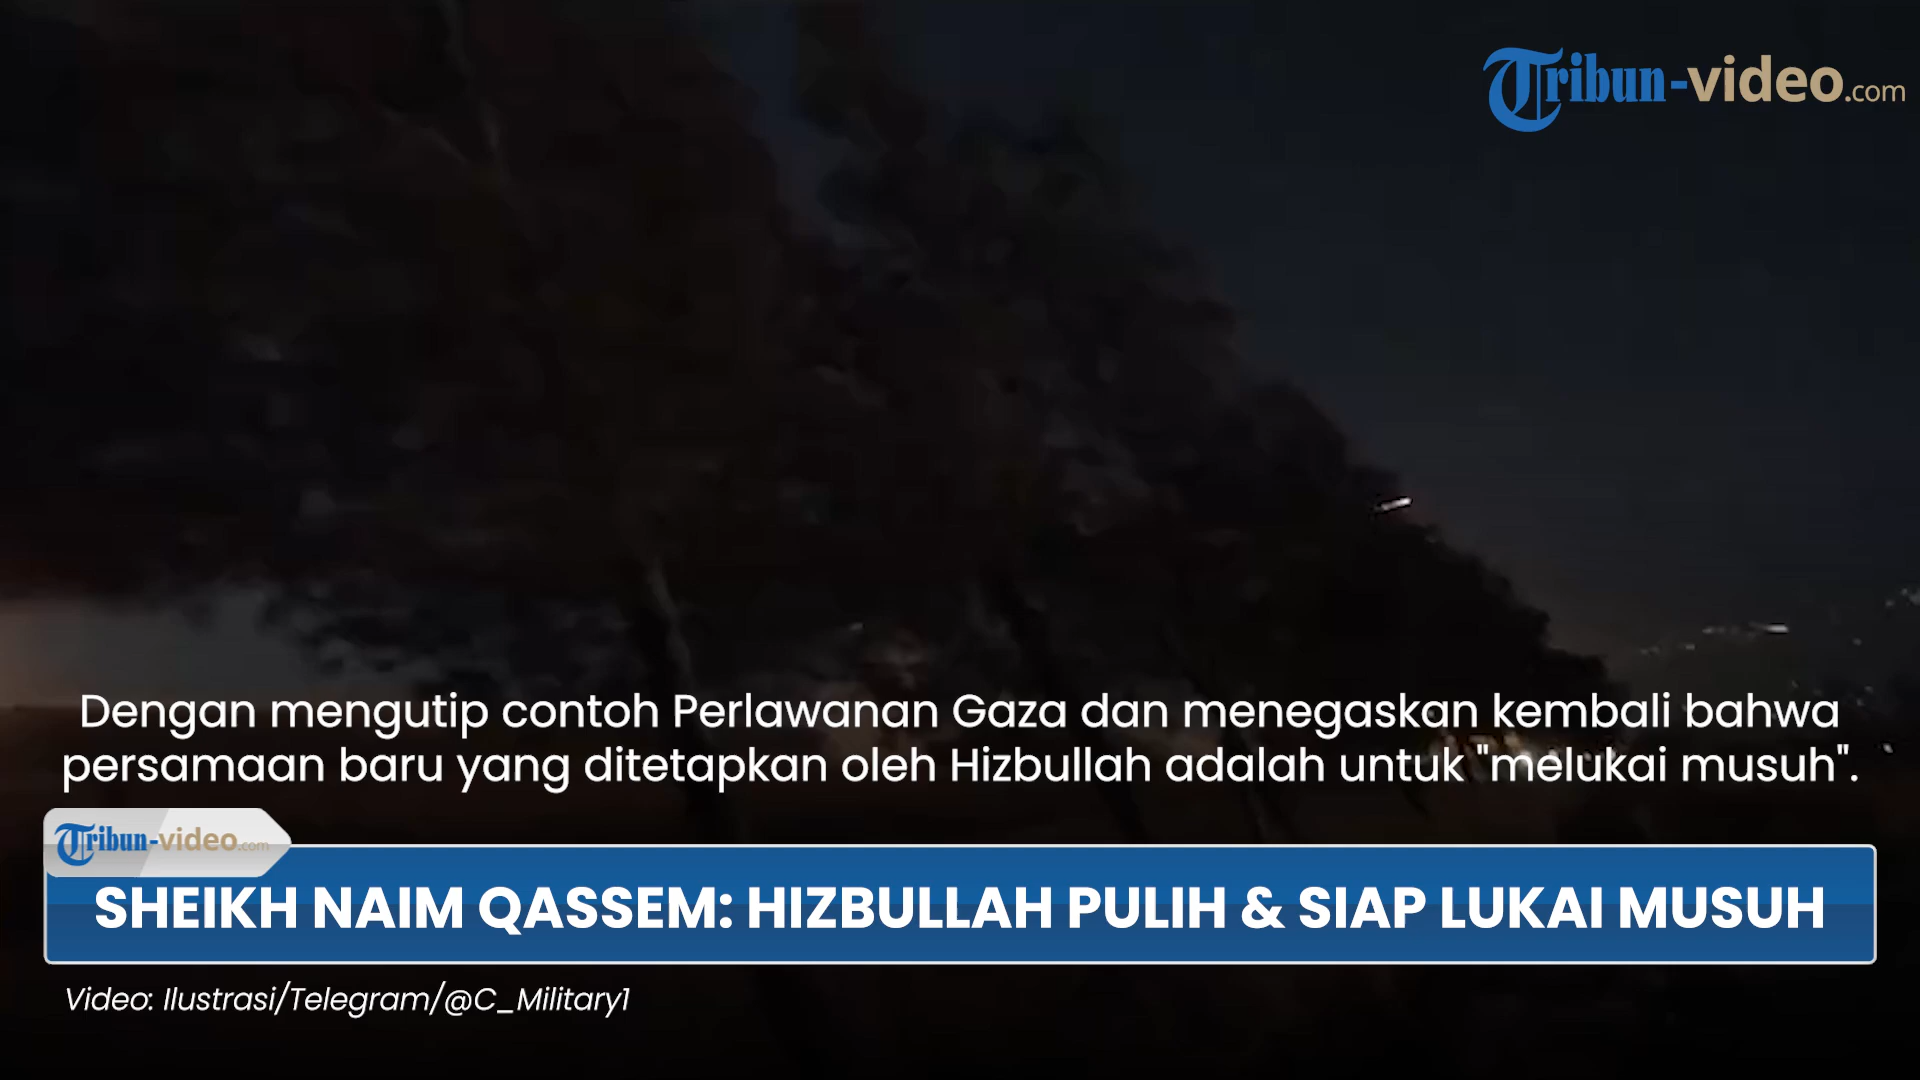 Tribun-video.com
Dengan mengutip contoh Perlawanan Gaza dan menegaskan kembali bahwa
persamaan baru yang ditetapkan oleh Hizbullah adalah untuk "melukai musuh".
Tribun-video.com
SHEIKH NAIM QASSEM: HIZBULLAH PULIH & SIAP LUKAI MUSUH
Video: Ilustrasi/Telegram/@C_Military1